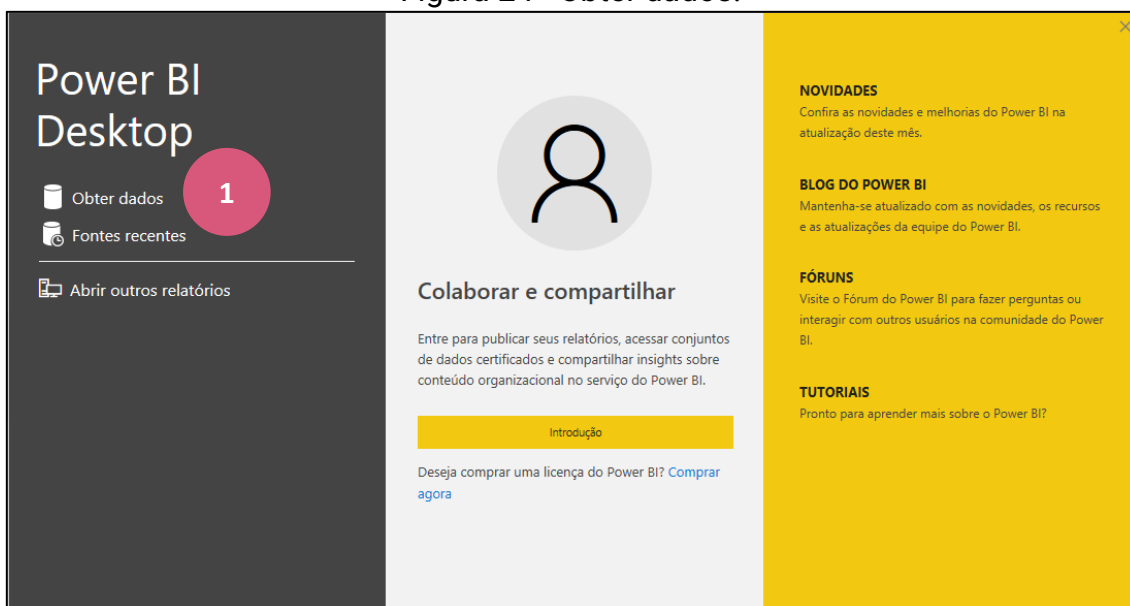 Figura Obter dados.
Power BI
Desktop
Obter dados
1
Fontes recentes
Abrir outros relatórios
Colaborar e compartilhar
Entre para publicar seus relatórios, acessar conjuntos
de dados certificados e compartilhar insights sobre
conteúdo organizacional no serviço do Power BI.
Introdução
Deseja comprar uma licença do Power BI? Comprar
agora
NOVIDADES
Confira as novidades e melhorias do Power BI na
atualização deste mês.
BLOG DO POWER BI
Mantenha-se atualizado com as novidades, os recursos
e as atualizações da equipe do Power BI.
FÓRUNS
Visite o Fórum do Power BI para fazer perguntas ou
interagir com outros usuários na comunidade do Power
BI.
TUTORIAIS
Pronto para aprender mais sobre o Power BI?